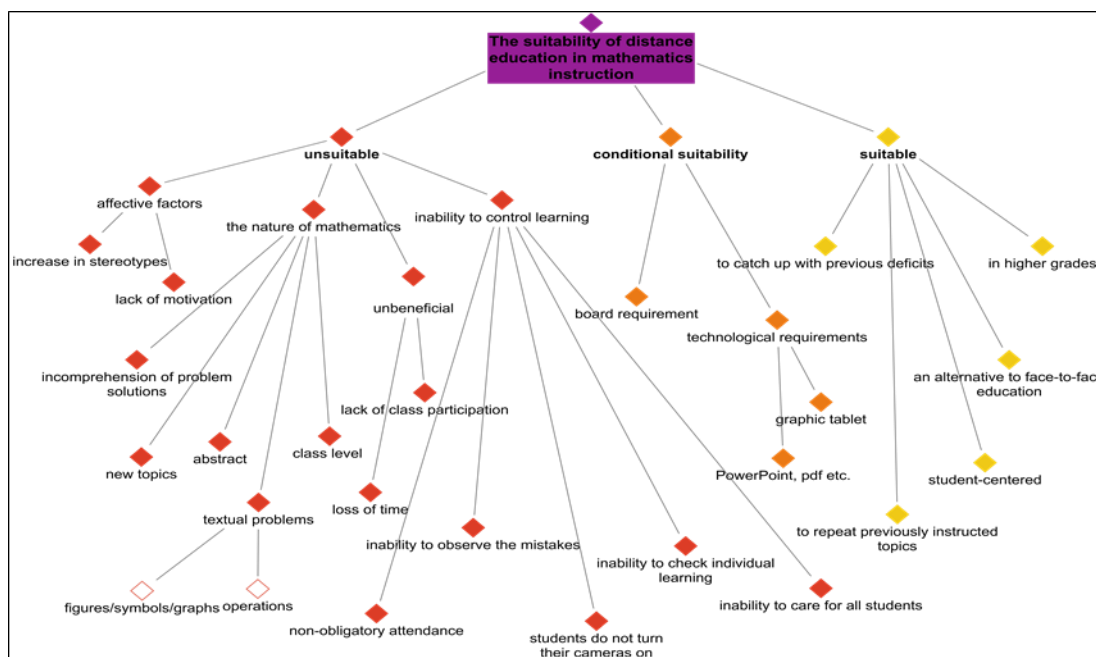 The suitability of distance
education in mathematics
instruction
unsuitable
conditional suitability
suitable
affective factors
the nature of mathematics
inability to control learning
increase in stereotypes
lack of motivation
unbeneficial
to catch up with previous deficits
in higher grades
board requirement
technological requirements
incomprehension of problem
solutions
an alternative to face-to-face
education
lack of class participation
graphic tablet
new topics
abstract
class level
PowerPoint, pdf etc.
student-centered
loss of time
textual problems
inability to observe the mistakes
to repeat previously instructed
topics
inability to check individual
learning
figures/symbols/graphs
operations
non-obligatory attendance
students do not turn
their cameras on
inability to care for all students